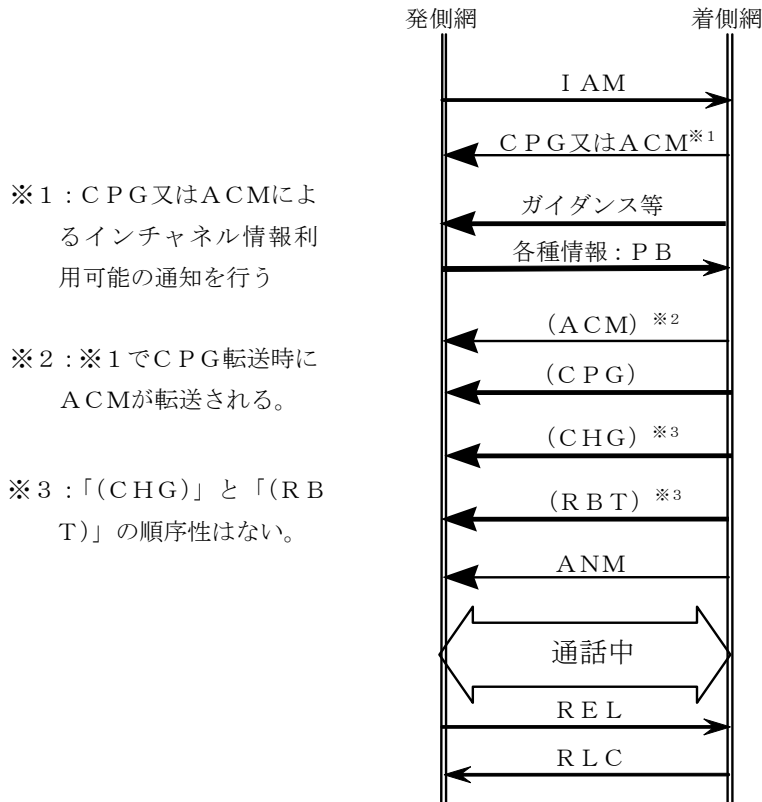 発側網
着側網
ＩＡＭ
ＣＰＧ又はＡＣＭ※1
ガイダンス等
各種情報：ＰＢ
（ＡＣＭ）※2
（ＣＰＧ）
（ＣＨＧ）※3
（ＲＢＴ）※3
ＡＮＭ
通話中
ＲＥＬ
ＲＬＣ
※１：ＣＰＧ又はＡＣＭによ
るインチャネル情報利
用可能の通知を行う
※２：※１でＣＰＧ転送時に
ＡＣＭが転送される。
※３：「(ＣＨＧ)」と「(ＲＢ
Ｔ)」の順序性はない。